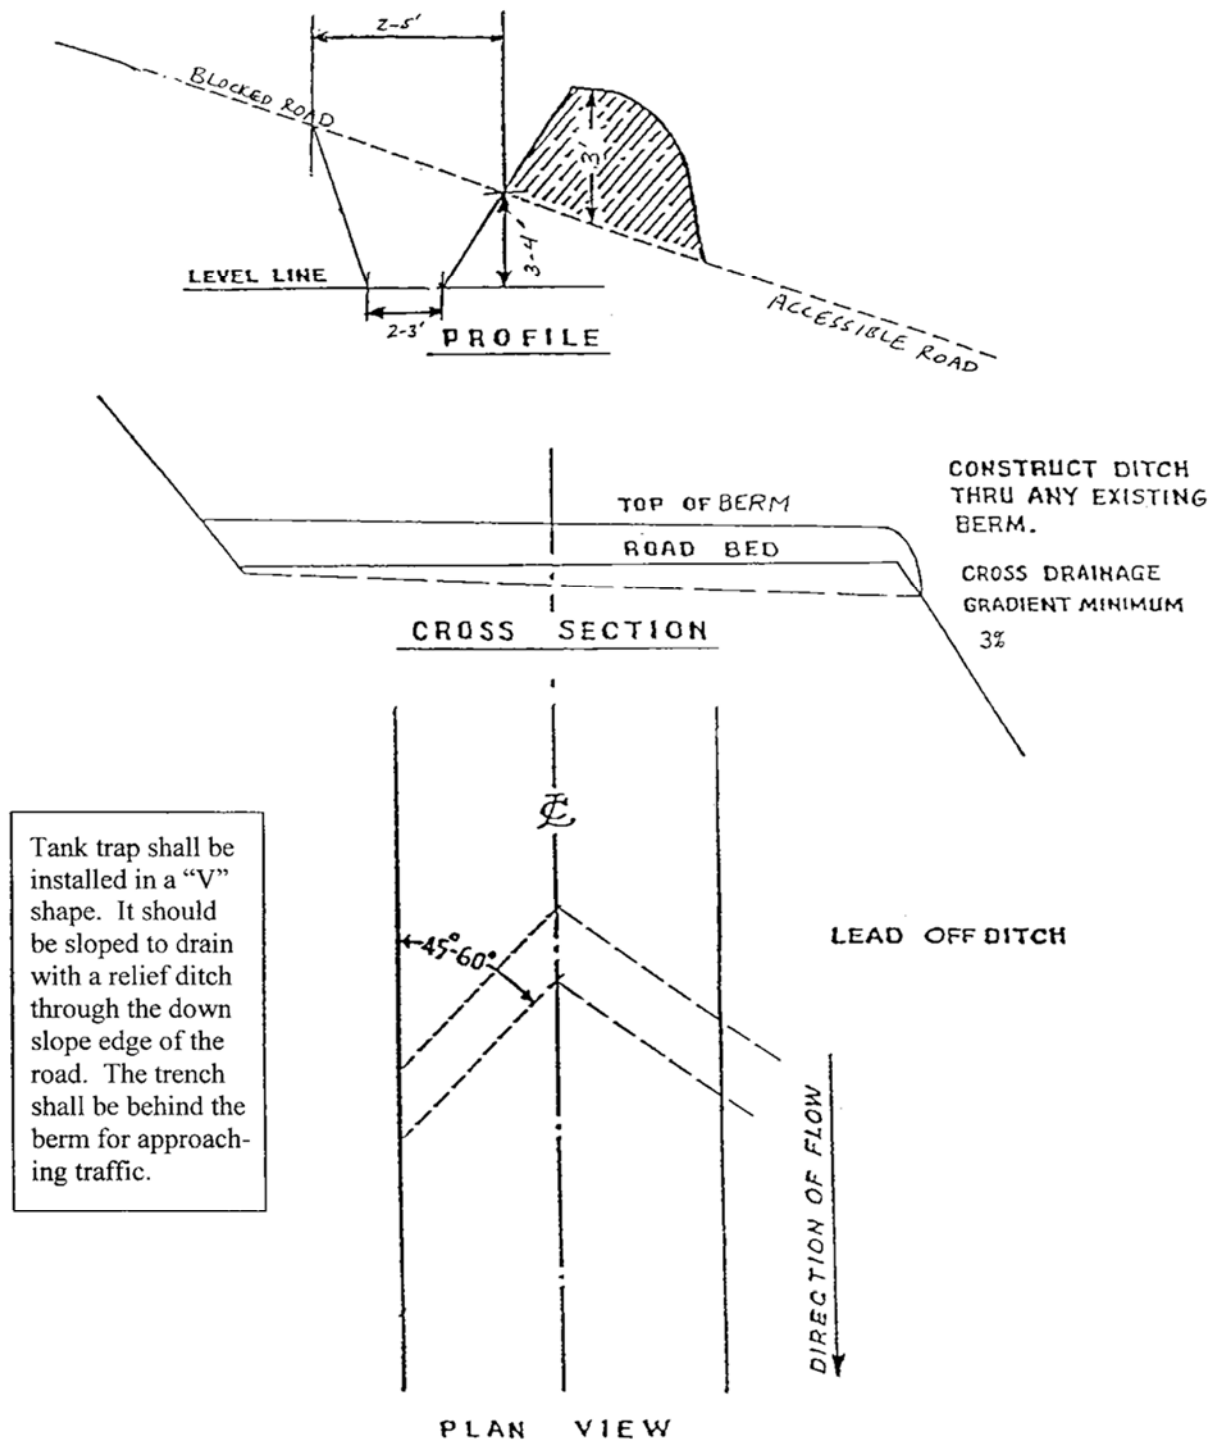 2-5'
BLOCKED ROAD
3'
3-4'
LEVEL LINE
2-3'
PROFILE
ACCESSIBLE ROAD
CONSTRUCT DITCH
THRU ANY EXISTING
BERM.
TOP OF BERM
ROAD BED
CROSS DRAINAGE
GRADIENT MINIMUM
3%
CROSS SECTION
℄
Tank trap shall be
installed in a “V”
shape. It should
be sloped to drain
with a relief ditch
through the down
slope edge of the
road. The trench
shall be behind the
berm for approach-
ing traffic.
45°-60°
LEAD OFF DITCH
DIRECTION OF FLOW
PLAN VIEW